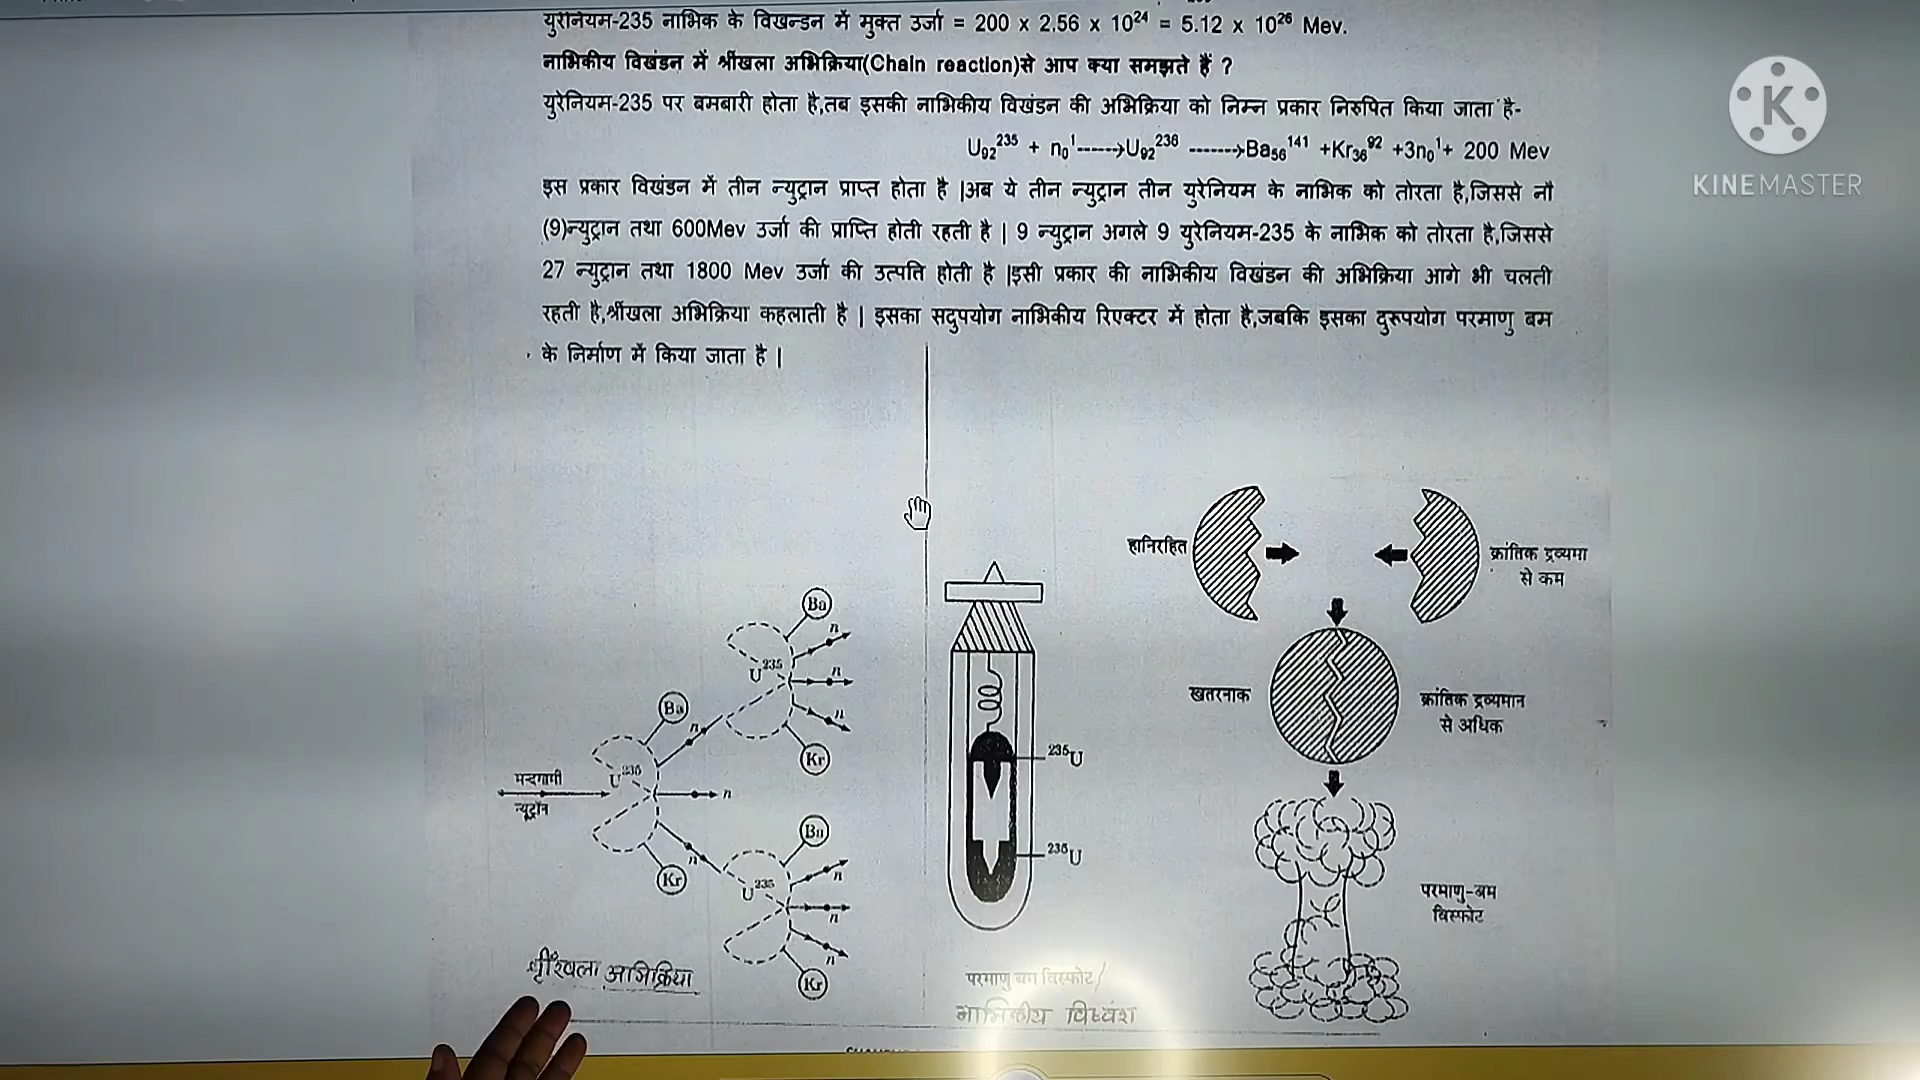 युरेनियम-235 नाभिक के विखन्डन में मुक्त उर्जा = 200 x 2.56 x 10²⁴ = 5.12 x 10²⁶ Mev.
नाभिकीय विखंडन में श्रींखला अभिक्रिया(Chain reaction)से आप क्या समझते हैं ?
युरेनियम-235 पर बमबारी होता है,तब इसकी नाभिकीय विखंडन की अभिक्रिया को निम्न प्रकार निरुपित किया जाता है-
U₉₂²³⁵ + n₀¹-----→U₉₂²³⁶ -------→Ba₅₆¹⁴¹ +Kr₃₆⁹² +3n₀¹+ 200 Mev
इस प्रकार विखंडन में तीन न्युट्रान प्राप्त होता है |अब ये तीन न्युट्रान तीन युरेनियम के नाभिक को तोरता है,जिससे नौ
(9)न्युट्रान तथा 600Mev उर्जा की प्राप्ति होती रहती है | 9 न्युट्रान अगले 9 युरेनियम-235 के नाभिक को तोरता है,जिससे
27 न्युट्रान तथा 1800 Mev उर्जा की उत्पति होती है |इसी प्रकार की नाभिकीय विखंडन की अभिक्रिया आगे भी चलती
रहती है,श्रींखला अभिक्रिया कहलाती है | इसका सदुपयोग नाभिकीय रिएक्टर में होता है,जबकि इसका दुरूपयोग परमाणु बम
के निर्माण में किया जाता है |
KINEMASTER
हानिरहित
क्रांतिक द्रव्यमा
से कम
खतरनाक
क्रांतिक द्रव्यमान
से अधिक
परमाणु-बम
विस्फोट
Ba
n
U²³⁵
n
n
Kr
Ba
n
मन्दगामी
न्यूट्रॉन
U²³⁵
n
n
Kr
Ba
n
U²³⁵
n
n
Kr
²³⁵U
²³⁵U
श्रींखला अभिक्रिया
परमाणु बम विस्फोट/
नाभिकीय विध्वंश